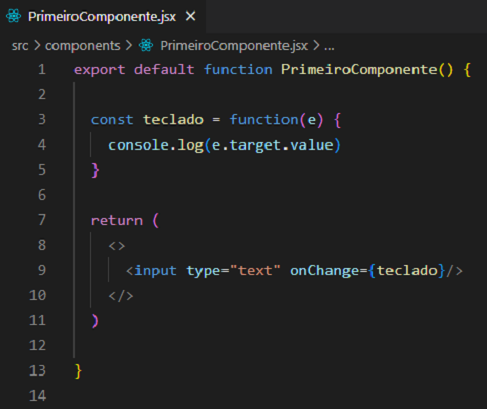 PrimeiroComponente.jsx ×
src > components > PrimeiroComponente.jsx > ...
1 export default function PrimeiroComponente() {
2
3 const teclado = function(e) {
4 console.log(e.target.value)
5 }
6
7 return (
8 <>
9 <input type="text" onChange={teclado}/>
10 </>
11 )
12
13 }
14